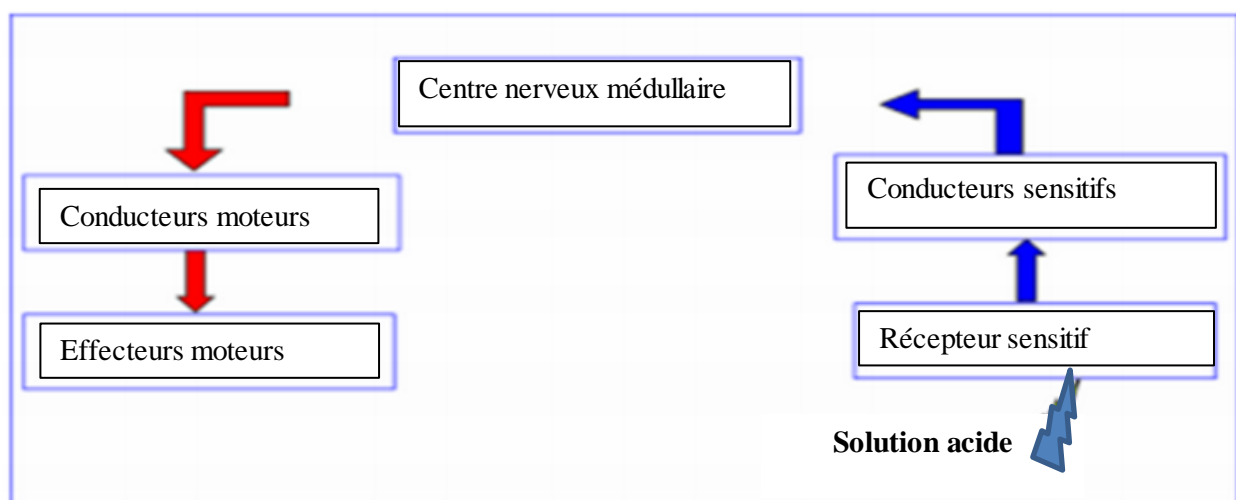 Centre nerveux médullaire
Conducteurs moteurs
Conducteurs sensitifs
Effecteurs moteurs
Récepteur sensitif
Solution acide